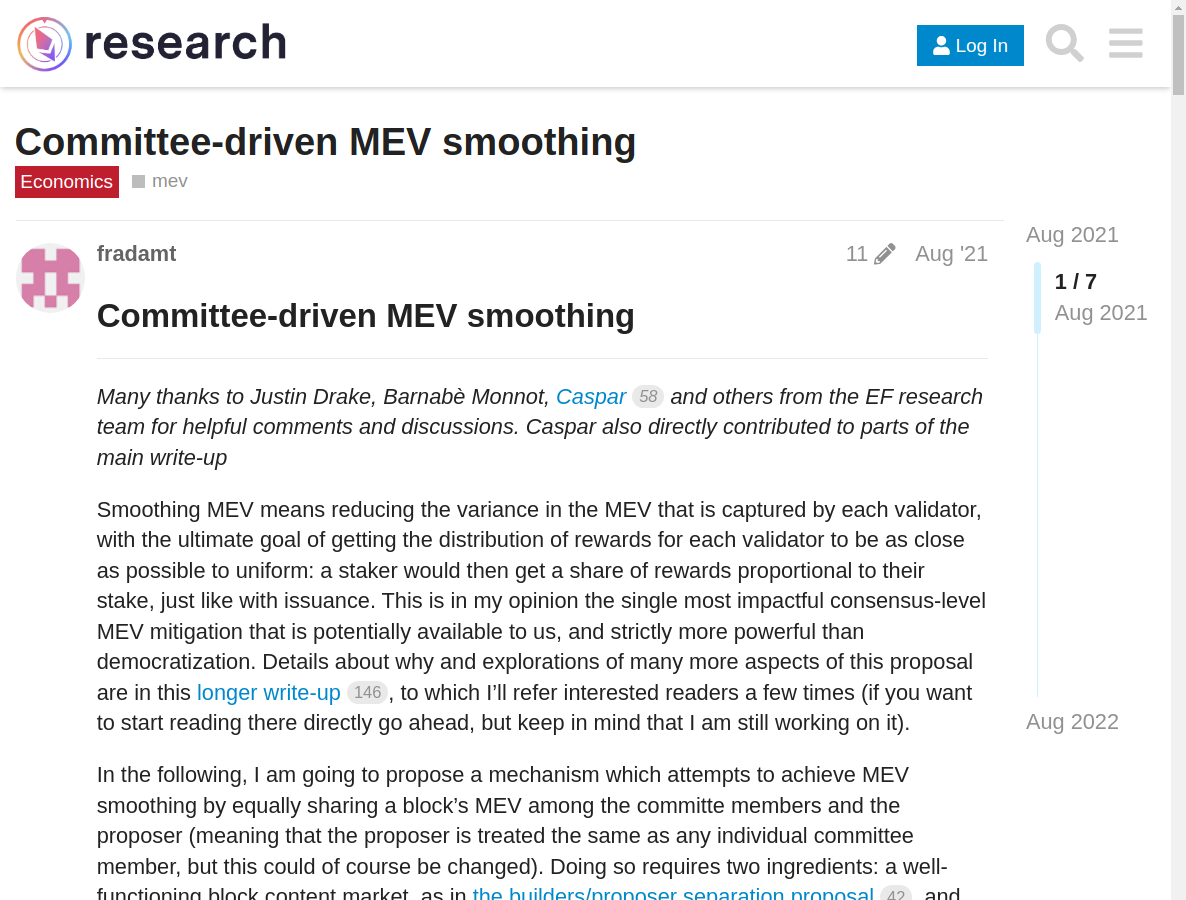 research
Log In
Committee-driven MEV smoothing
Economics mev
fradamt 11 Aug '21
Committee-driven MEV smoothing
Many thanks to Justin Drake, Barnabè Monnot, Caspar 58 and others from the EF research
team for helpful comments and discussions. Caspar also directly contributed to parts of the
main write-up
Smoothing MEV means reducing the variance in the MEV that is captured by each validator,
with the ultimate goal of getting the distribution of rewards for each validator to be as close
as possible to uniform: a staker would then get a share of rewards proportional to their
stake, just like with issuance. This is in my opinion the single most impactful consensus-level
MEV mitigation that is potentially available to us, and strictly more powerful than
democratization. Details about why and explorations of many more aspects of this proposal
are in this longer write-up 146, to which I’ll refer interested readers a few times (if you want
to start reading there directly go ahead, but keep in mind that I am still working on it).
In the following, I am going to propose a mechanism which attempts to achieve MEV
smoothing by equally sharing a block’s MEV among the committe members and the
proposer (meaning that the proposer is treated the same as any individual committee
member, but this could of course be changed). Doing so requires two ingredients: a well-
functioning block content market, as in the builders/proposer separation proposal 42, and
Aug 2021
1 / 7
Aug 2021
Aug 2022